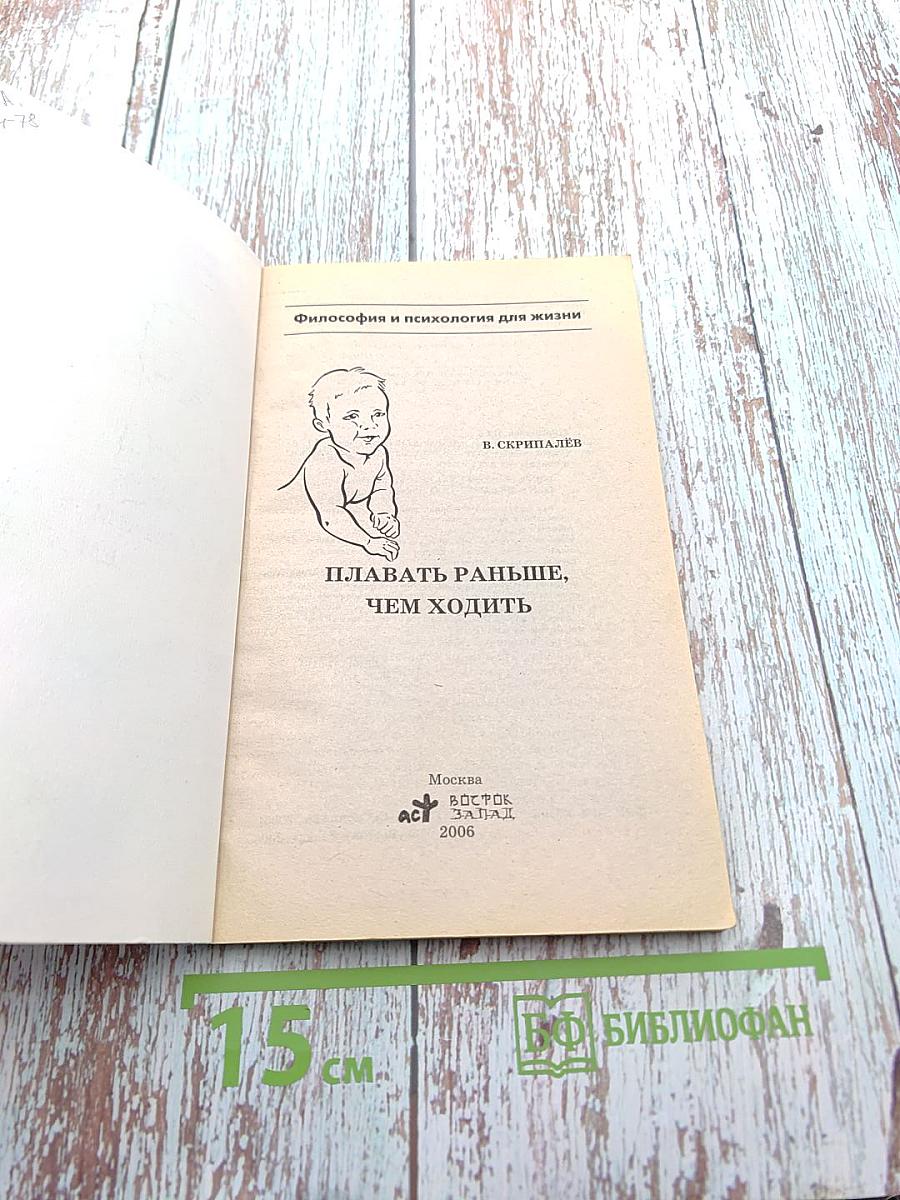 Философия и психология для жизни
В. СКРИПАЛЁВ
ПЛАВАТЬ РАНЬШЕ,
ЧЕМ ХОДИТЬ
Москва
аст ВОСТОК
ЗАПАД
2006
15 см
БФ БИБЛИОФАН